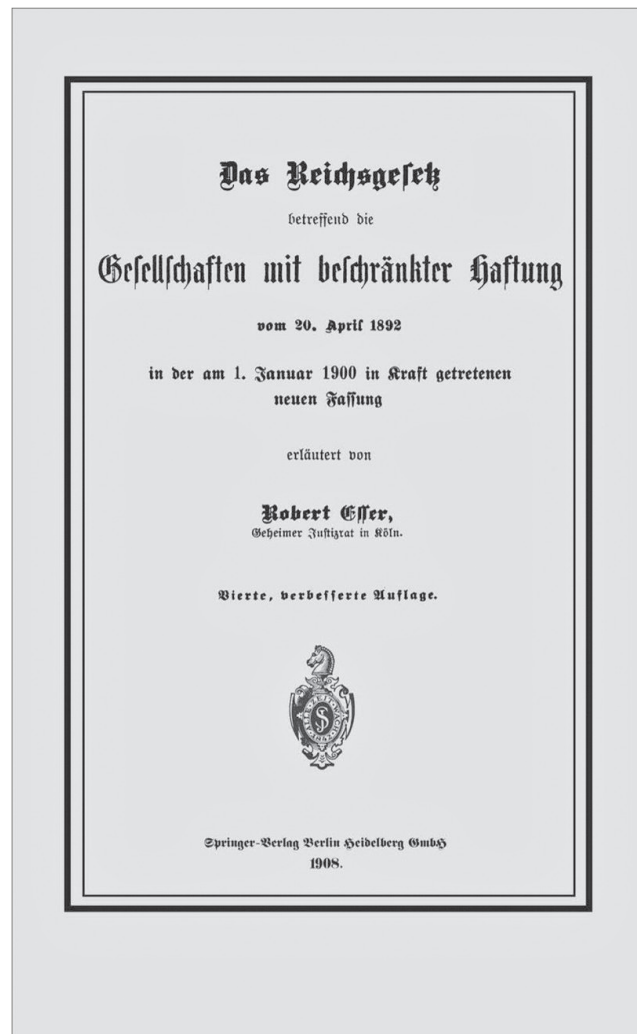 Das Reichsgesetz
betreffend die
Gesellschaften mit beschränkter Haftung
vom 20. April 1892
in der am 1. Januar 1900 in Kraft getretenen
neuen Fassung
erläutert von
Robert Esser,
Geheimer Justizrat in Köln.
Vierte, verbesserte Auflage.
Springer-Verlag Berlin Heidelberg GmbH
1908.